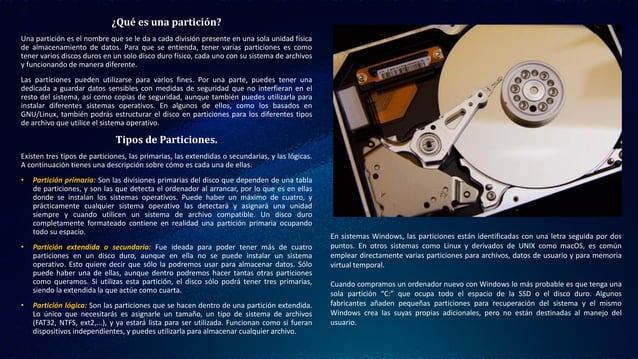 ¿Qué es una partición?
Una partición es el nombre que se le da a cada división presente en una sola unidad física
de almacenamiento de datos. Para que se entienda, tener varias particiones es como
tener varios discos duros en un solo disco duro físico, cada uno con su sistema de archivos
y funcionando de manera diferente.
Las particiones pueden utilizarse para varios fines. Por una parte, puedes tener una
dedicada a guardar datos sensibles con medidas de seguridad que no interfieran en el
resto del sistema, así como copias de seguridad, aunque también puedes utilizarla para
instalar diferentes sistemas operativos. En algunos de ellos, como los basados en
GNU/Linux, también podrás estructurar el disco en particiones para los diferentes tipos
de archivo que utilice el sistema operativo.
Tipos de Particiones.
Existen tres tipos de particiones, las primarias, las extendidas o secundarias, y las lógicas.
A continuación tienes una descripción sobre cómo es cada una de ellas.
• Partición primaria: Son las divisiones primarias del disco que dependen de una tabla
de particiones, y son las que detecta el ordenador al arrancar, por lo que es en ellas
donde se instalan los sistemas operativos. Puede haber un máximo de cuatro, y
prácticamente cualquier sistema operativo las detectará y asignará una unidad
siempre y cuando utilicen un sistema de archivo compatible. Un disco duro
completamente formateado contiene en realidad una partición primaria ocupando
todo su espacio.
• Partición extendida o secundaria: Fue ideada para poder tener más de cuatro
particiones en un disco duro, aunque en ella no se puede instalar un sistema
operativo. Esto quiere decir que sólo la podremos usar para almacenar datos. Sólo
puede haber una de ellas, aunque dentro podremos hacer tantas otras particiones
como queramos. Si utilizas esta partición, el disco sólo podrá tener tres primarias,
siendo la extendida la que actúe como cuarta.
• Partición lógica: Son las particiones que se hacen dentro de una partición extendida.
Lo único que necesitarás es asignarle un tamaño, un tipo de sistema de archivos
(FAT32, NTFS, ext2,...), y ya estará lista para ser utilizada. Funcionan como si fueran
dispositivos independientes, y puedes utilizarla para almacenar cualquier archivo.
En sistemas Windows, las particiones están identificadas con una letra seguida por dos
puntos. En otros sistemas como Linux y derivados de UNIX como macOS, es común
emplear directamente varias particiones para archivos, datos de usuario y para memoria
virtual temporal.
Cuando compramos un ordenador nuevo con Windows lo más probable es que tenga una
sola partición "C:" que ocupa todo el espacio de la SSD o el disco duro. Algunos
fabricantes añaden pequeñas particiones para recuperación del sistema y el mismo
Windows crea las suyas propias adicionales, pero no están destinadas al manejo del
usuario.